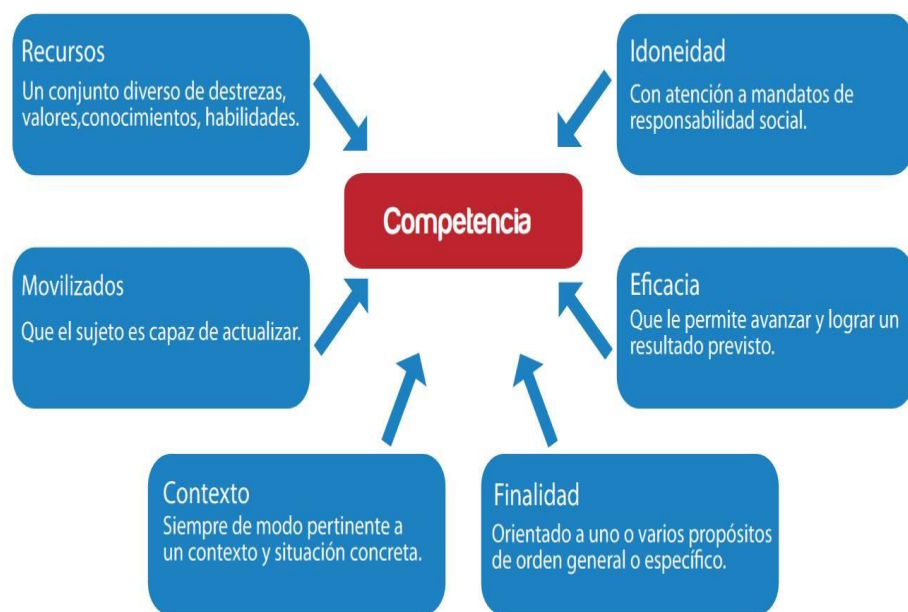 Recursos
Un conjunto diverso de destrezas,
valores,conocimientos, habilidades.
Idoneidad
Con atención a mandatos de
responsabilidad social.
Competencia
Movilizados
Que el sujeto es capaz de actualizar.
Eficacia
Que le permite avanzar y lograr un
resultado previsto.
Contexto
Siempre de modo pertinente a
un contexto y situación concreta.
Finalidad
Orientado a uno o varios propósitos
de orden general o específico.